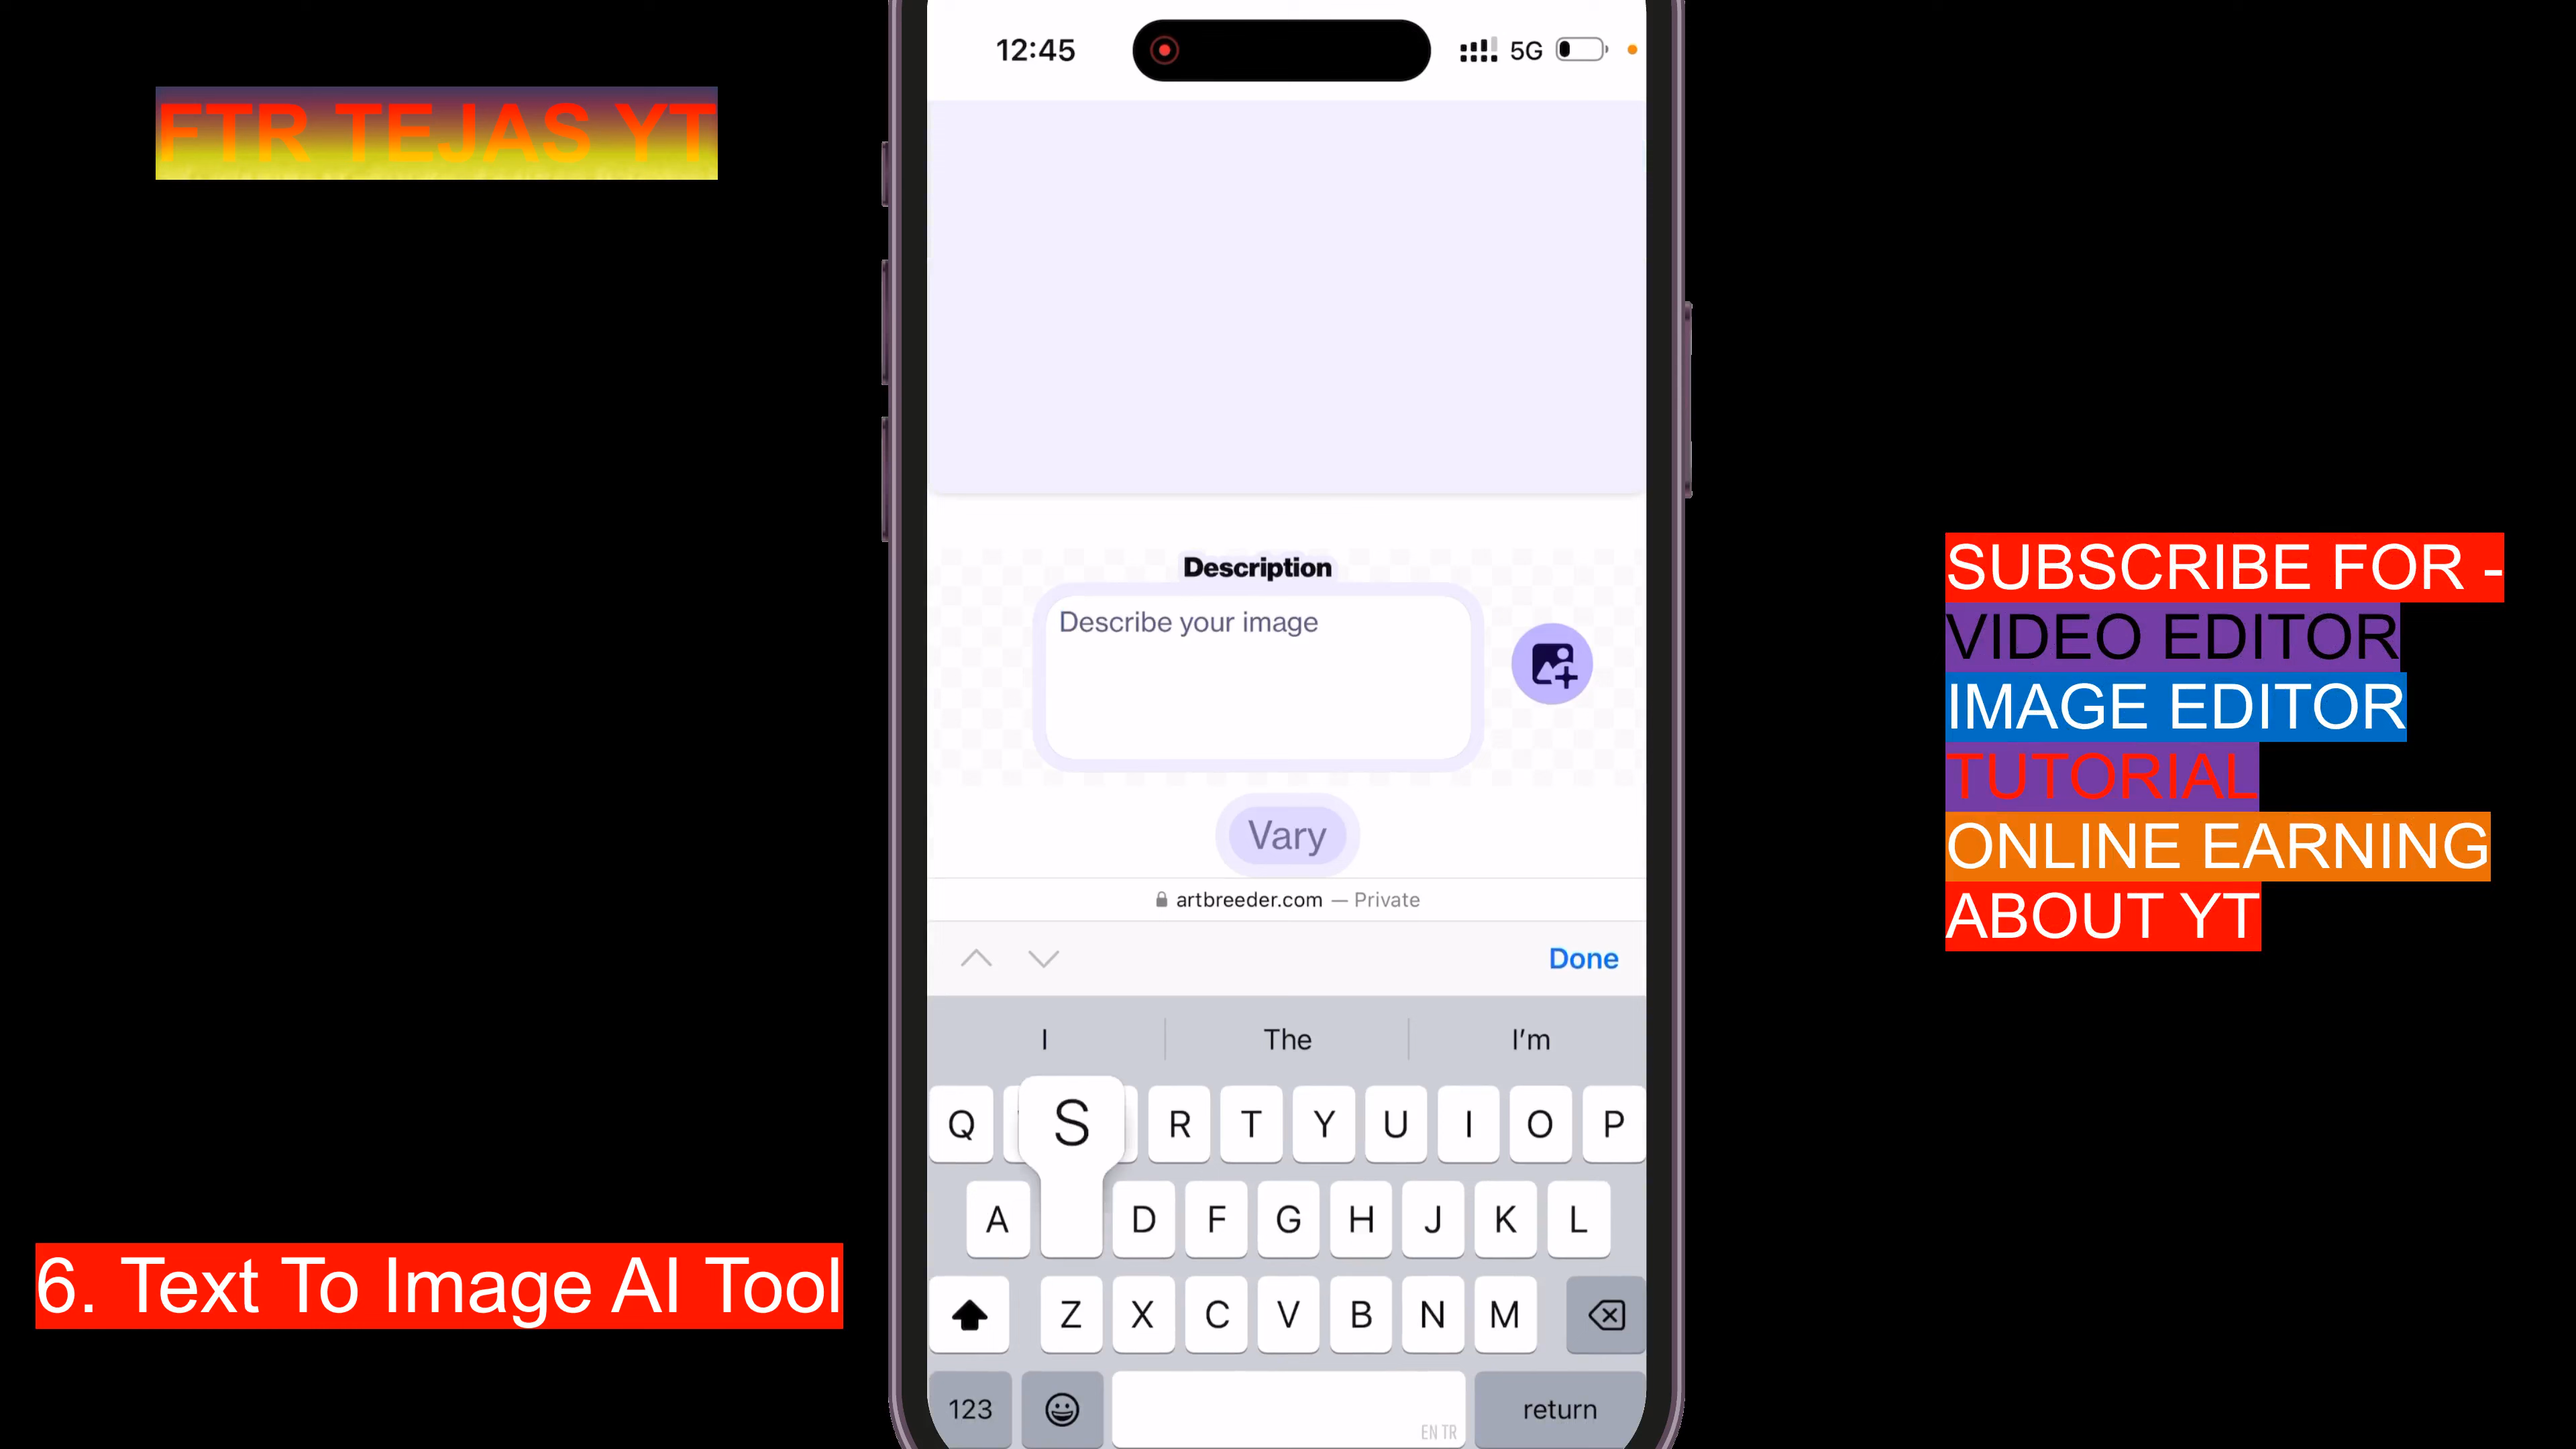 FTR TEJAS YT
12:45
5G
Description
Describe your image
Vary
artbreeder.com — Private
Done
I The I'm
Q S R T Y U I O P
A D F G H J K L
Z X C V B N M
123
EN TR
return
SUBSCRIBE FOR -
VIDEO EDITOR
IMAGE EDITOR
TUTORIAL
ONLINE EARNING
ABOUT YT
6. Text To Image AI Tool